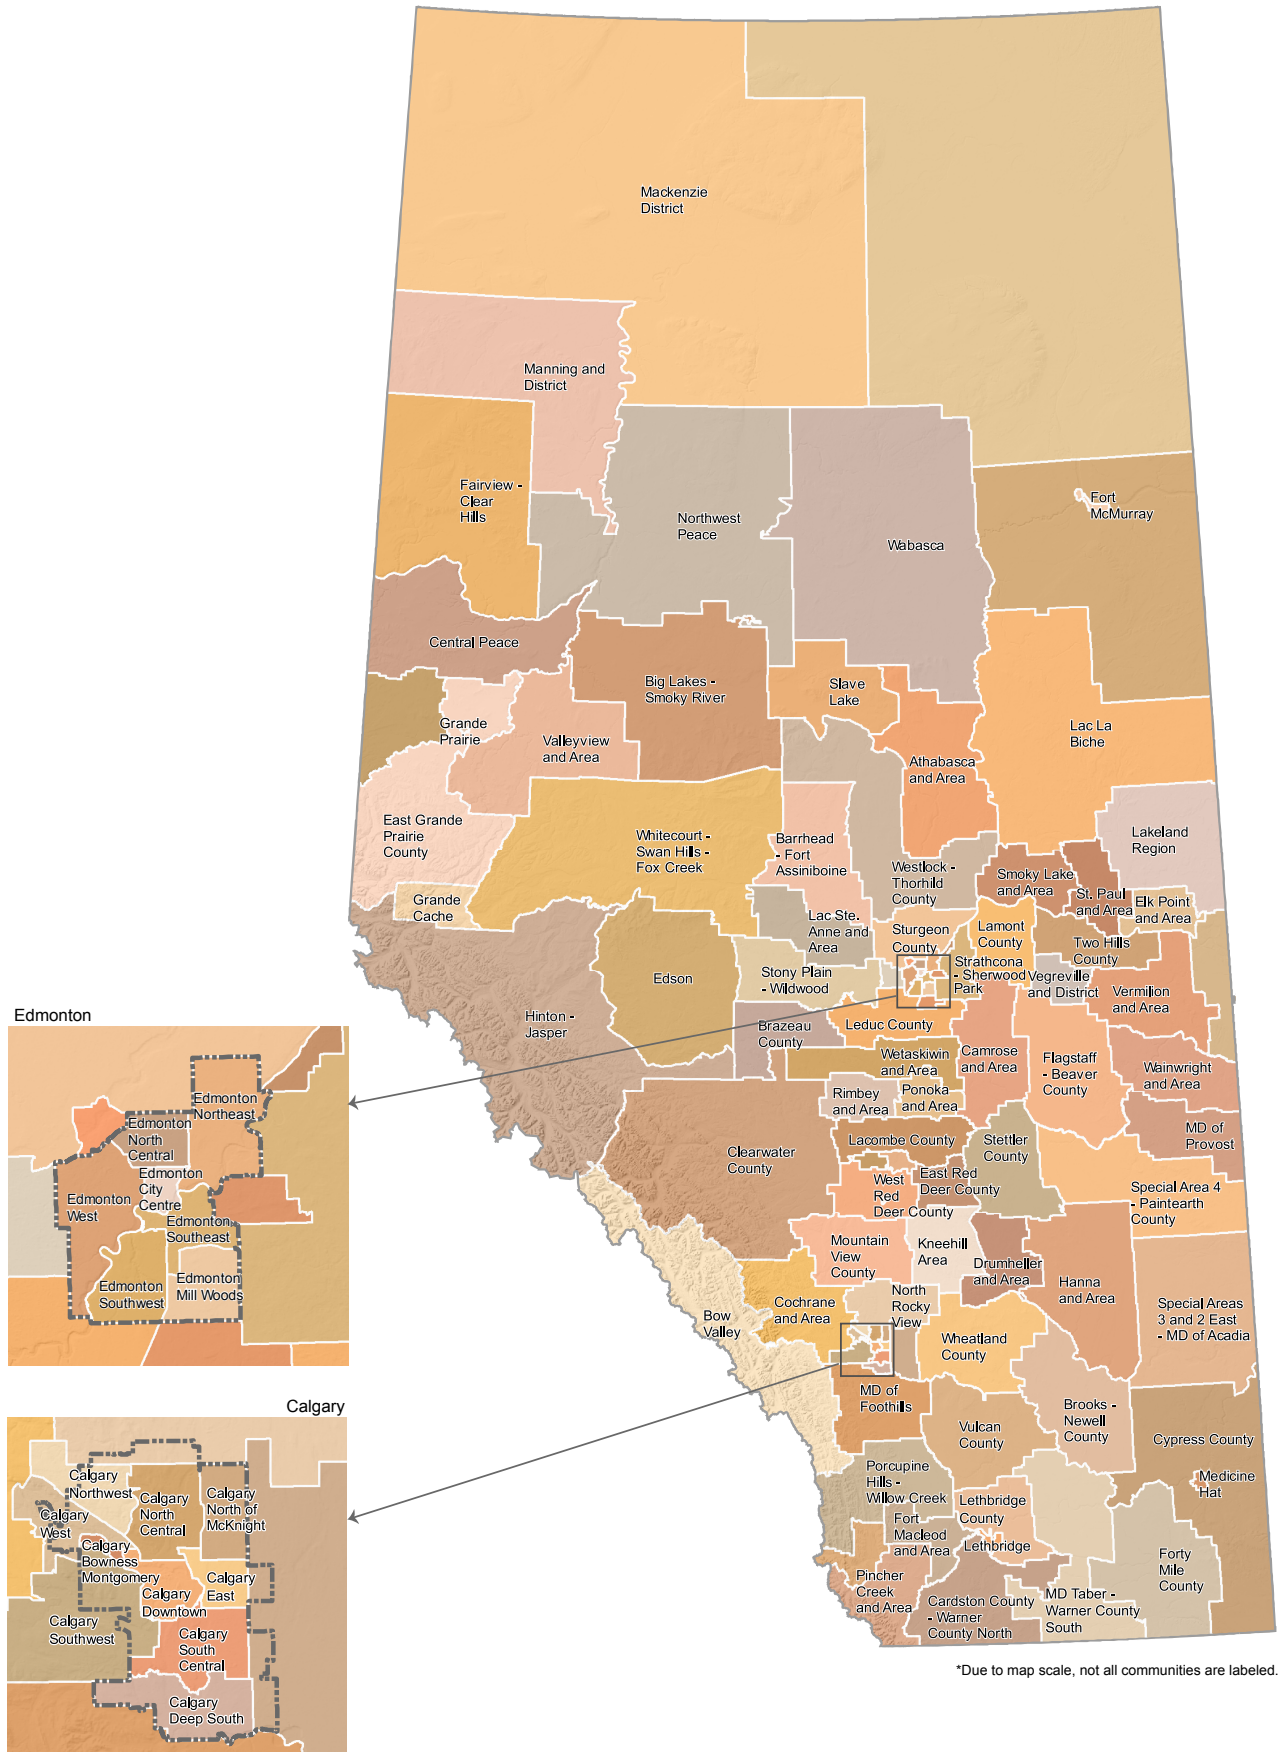 Mackenzie
District
Manning and
District
Fairview -
Clear
Hills
Northwest
Peace
Wabasca
Fort
McMurray
Central Peace
Big Lakes -
Smoky River
Slave
Lake
Grande
Prairie
Valleyview
and Area
Lac La
Biche
Athabasca
and Area
East Grande
Prairie
County
Whitecourt -
Swan Hills -
Fox Creek
Barrhead
- Fort
Assiniboine
Lakeland
Region
Westlock -
Thorhild
County
Smoky Lake
and Area
St. Paul
and Area
Elk Point
and Area
Grande
Cache
Lac Ste.
Anne and
Area
Sturgeon
County
Lamont
County
Two Hills
County
Edson
Stony Plain
- Wildwood
Strathcona
- Sherwood
Park
Vegreville
and District
Vermilion
and Area
Hinton -
Jasper
Brazeau
County
Leduc County
Wetaskiwin
and Area
Camrose
and Area
Flagstaff
- Beaver
County
Wainwright
and Area
Rimbey
and Area
Ponoka
and Area
MD of
Provost
Clearwater
County
Lacombe County
Stettler
County
West
Red
Deer County
East Red
Deer County
Special Area 4
- Paintearth
County
Mountain
View
County
Kneehill
Area
Drumheller
and Area
Hanna
and Area
Special Areas
3 and 2 East
- MD of Acadia
Bow
Valley
Cochrane
and Area
North
Rocky
View
Wheatland
County
MD of
Foothills
Vulcan
County
Brooks -
Newell
County
Cypress County
Medicine
Hat
Porcupine
Hills -
Willow Creek
Lethbridge
County
Fort
Macleod
and Area
Lethbridge
Forty
Mile
County
Pincher
Creek
and Area
Cardston County
- Warner
County North
MD Taber -
Warner County
South
Edmonton
Edmonton
Northeast
Edmonton
North
Central
Edmonton
City
Centre
Edmonton
West
Edmonton
Southeast
Edmonton
Southwest
Edmonton
Mill Woods
Calgary
Calgary
Northwest
Calgary
North
Central
Calgary
North of
McKnight
Calgary
West
Calgary
Bowness
Montgomery
Calgary
East
Calgary
Downtown
Calgary
Southwest
Calgary
South
Central
Calgary
Deep South
*Due to map scale, not all communities are labeled.